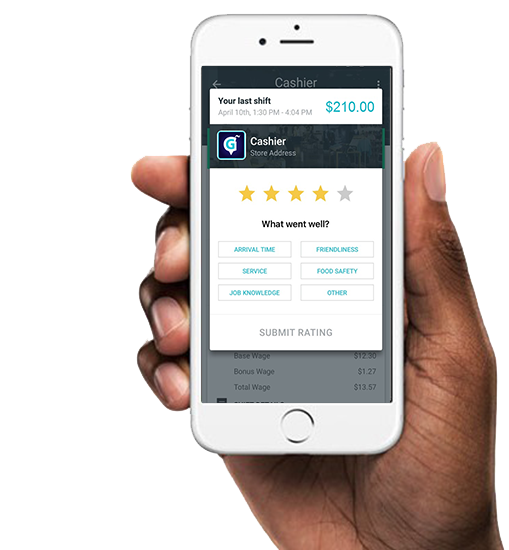 Cashier
Your last shift
April 10th, 1:30 PM - 4:04 PM
$210.00
G
Cashier
Store Address
What went well?
ARRIVAL TIME FRIENDLINESS
SERVICE FOOD SAFETY
JOB KNOWLEDGE OTHER
SUBMIT RATING
Base Wage $12.30
Bonus Wage $1.27
Total Wage $13.57